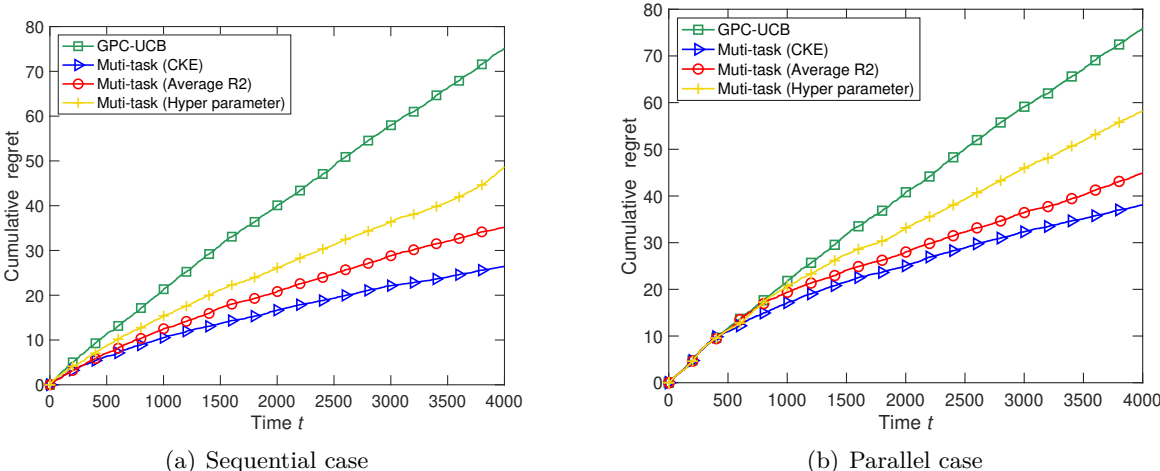 80
70
60
50
40
30
20
10
0
Cumulative regret
GPC-UCB
Muti-task (CKE)
Muti-task (Average R2)
Muti-task (Hyper parameter)
0 500 1000 1500 2000 2500 3000 3500 4000
Time t
(a) Sequential case
80
70
60
50
40
30
20
10
0
Cumulative regret
GPC-UCB
Muti-task (CKE)
Muti-task (Average R2)
Muti-task (Hyper parameter)
0 500 1000 1500 2000 2500 3000 3500 4000
Time t
(b) Parallel case